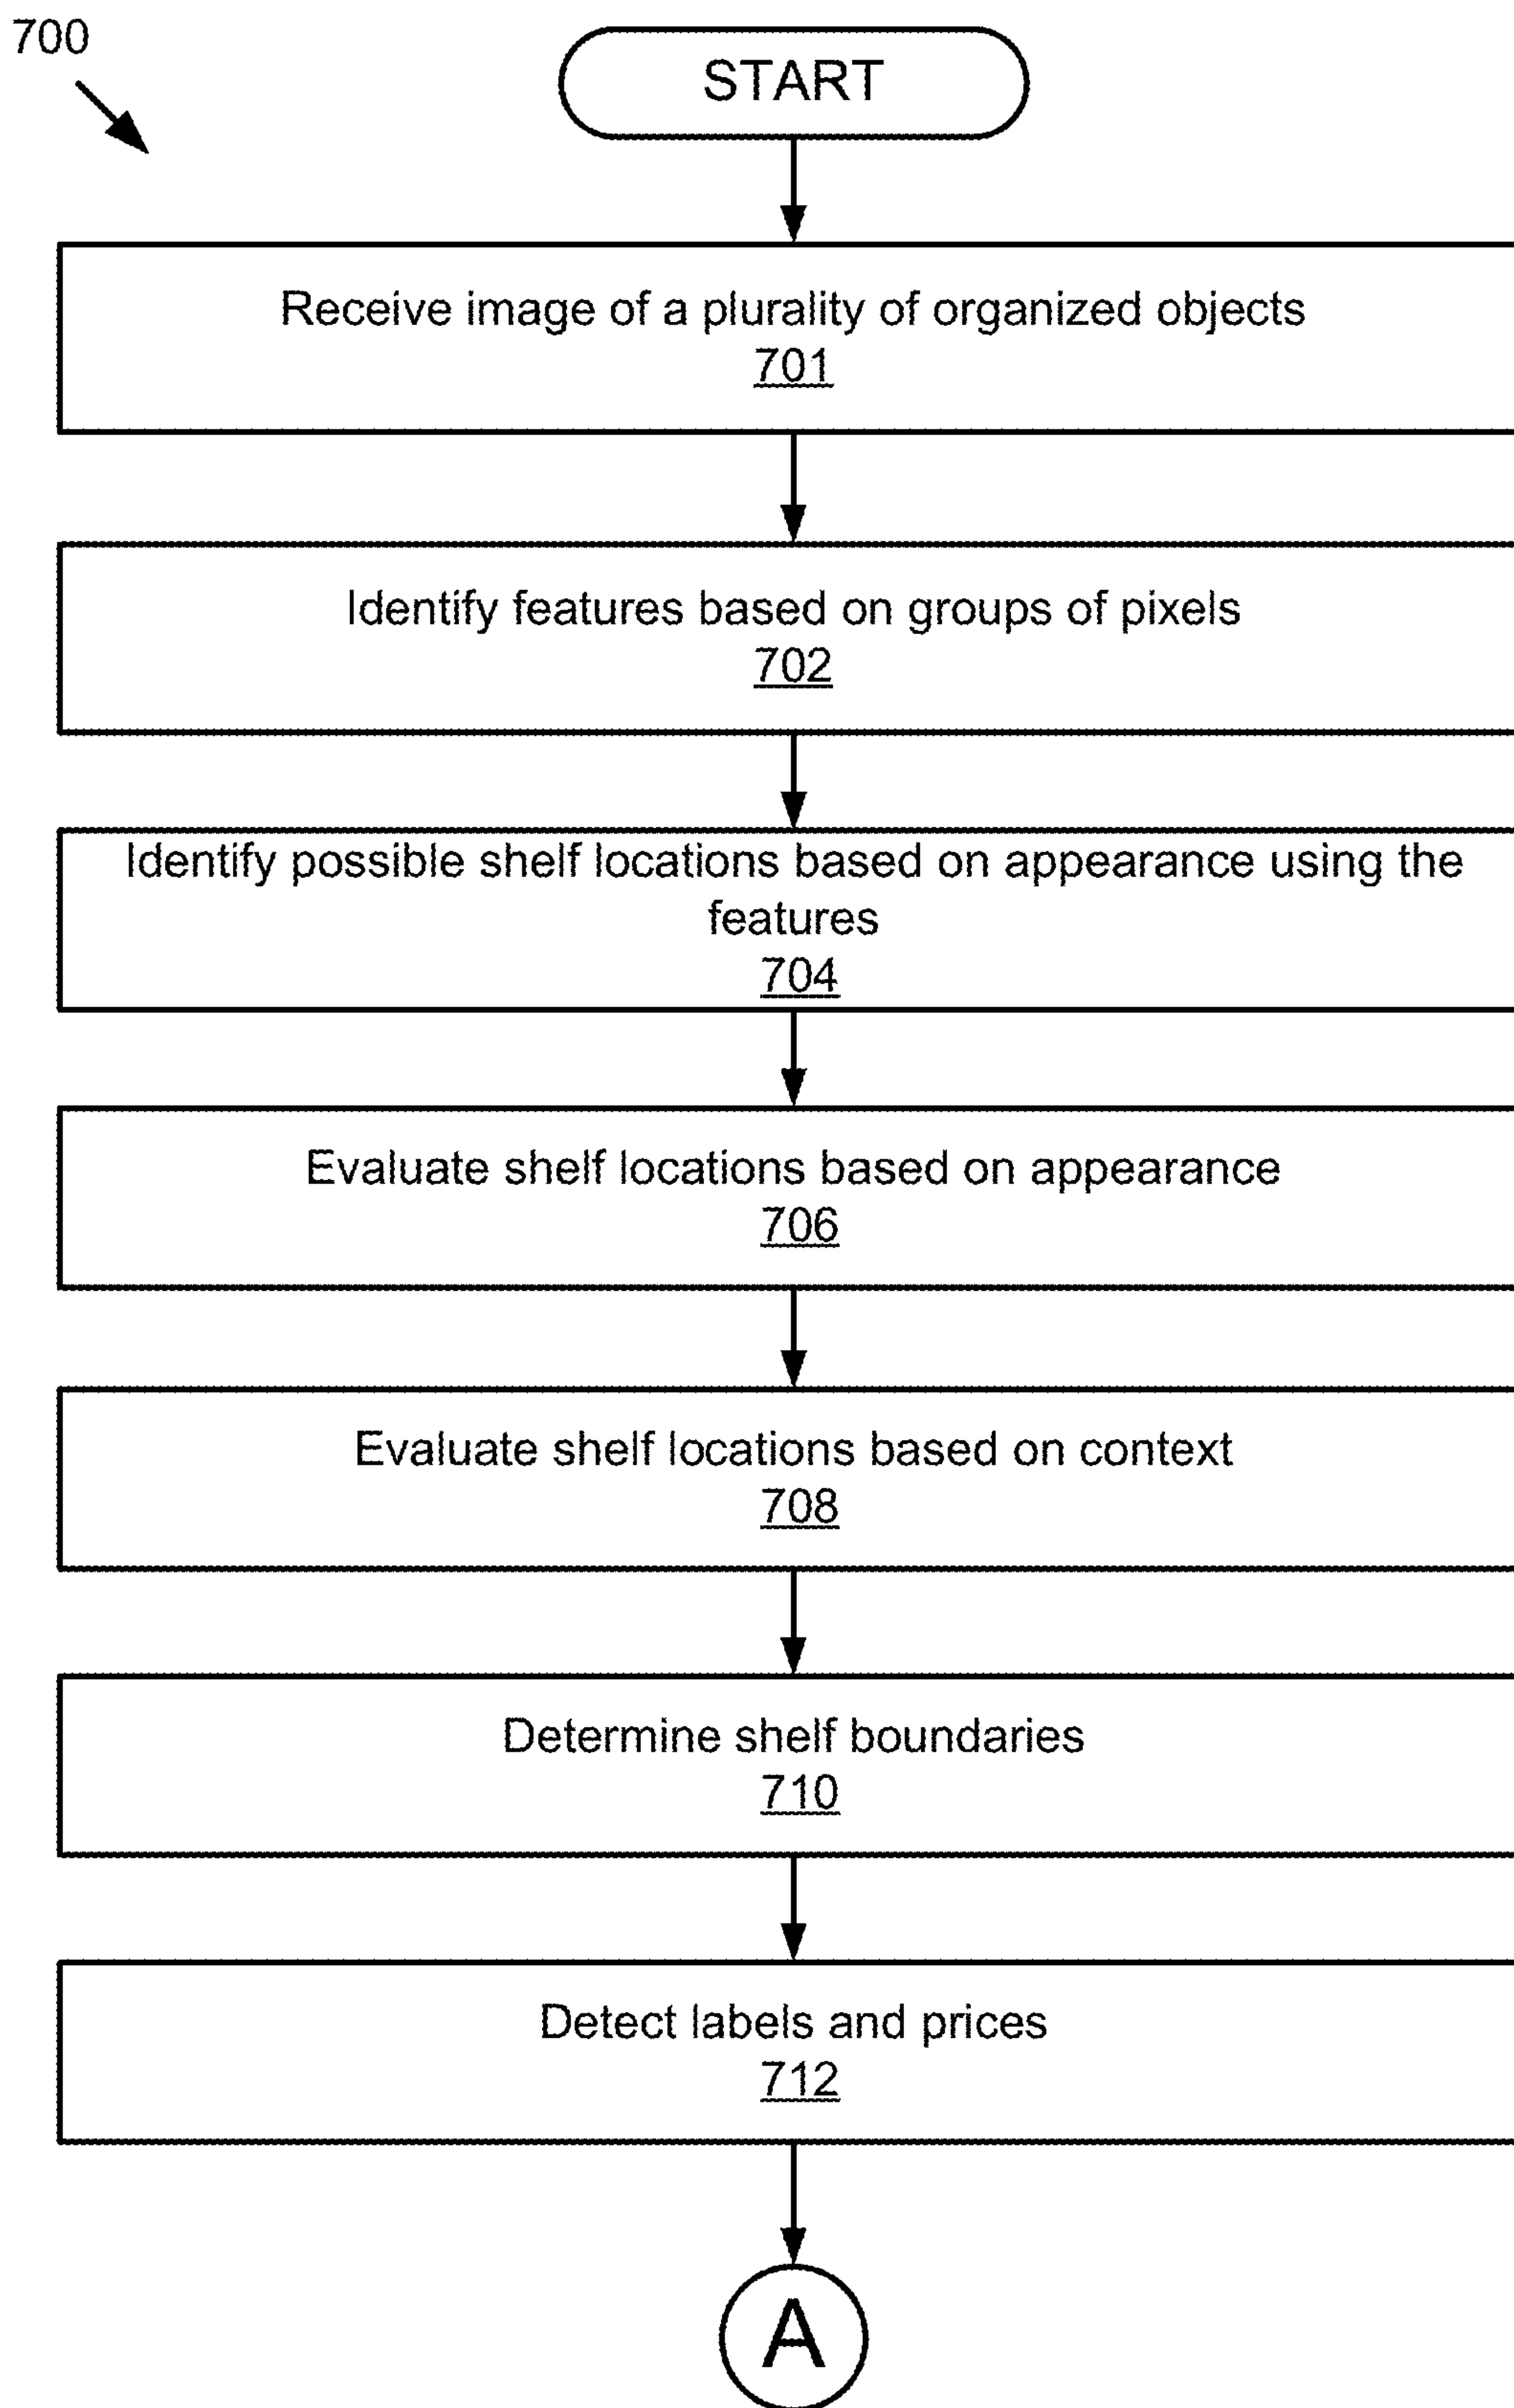 700
START
Receive image of a plurality of organized objects
701
Identify features based on groups of pixels
702
Identify possible shelf locations based on appearance using the
features
704
Evaluate shelf locations based on appearance
706
Evaluate shelf locations based on context
708
Determine shelf boundaries
710
Detect labels and prices
712
A